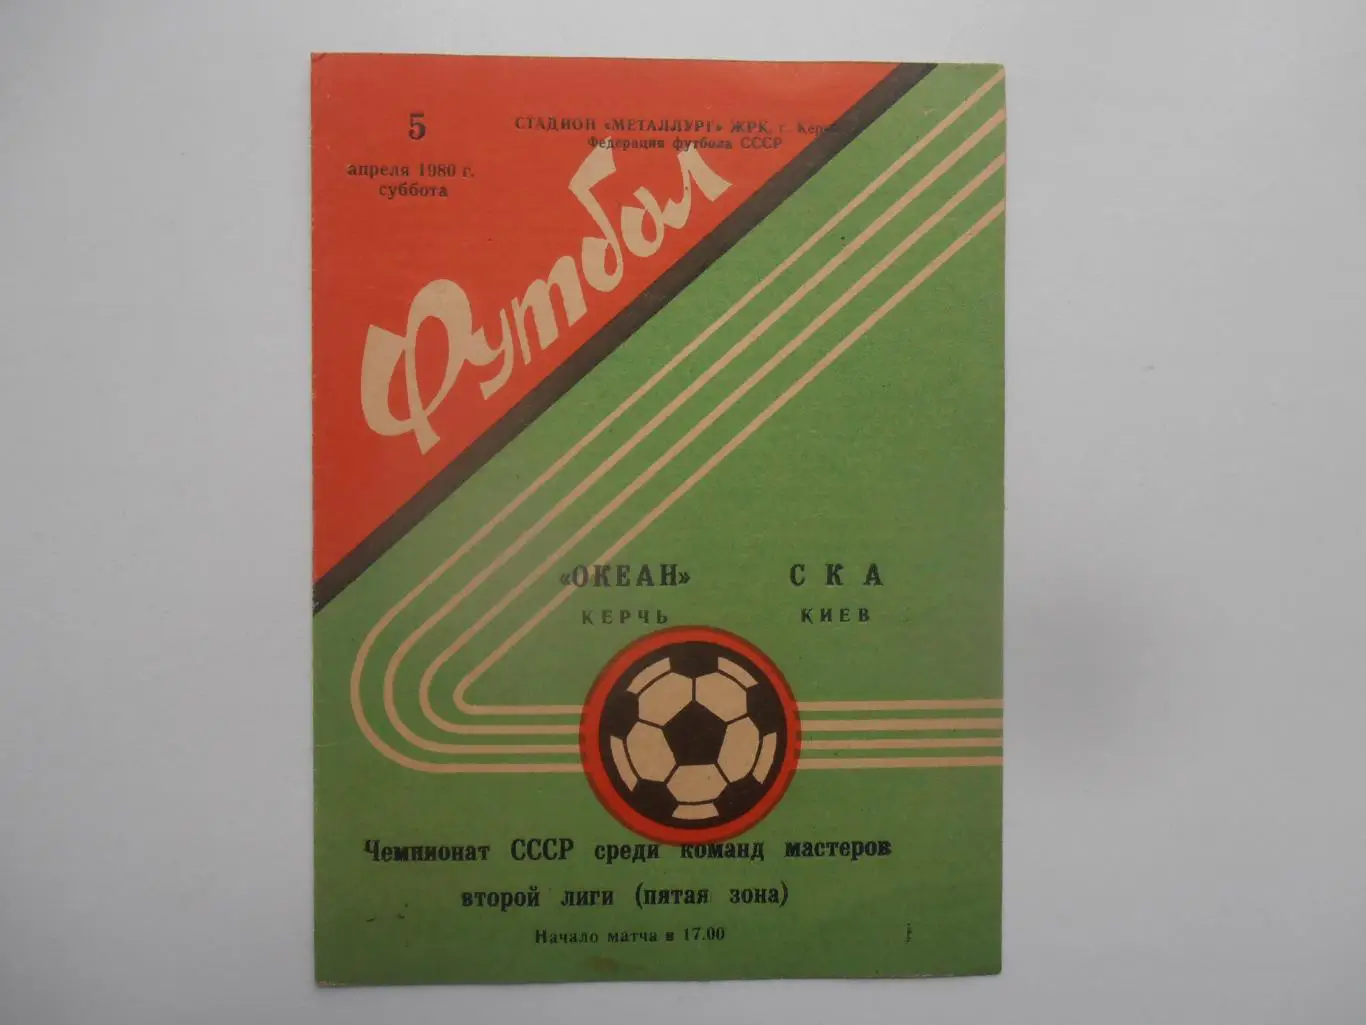 5
апреля 1980 г.
суббота
СТАДИОН «МЕТАЛЛУРГ» ЖРК, г. Керчь
Федерация футбола СССР
Футбол
«ОКЕАН»
КЕРЧЬ
СКА
КИЕВ
Чемпионат СССР среди команд мастеров
второй лиги (пятая зона)
Начало матча в 17.00